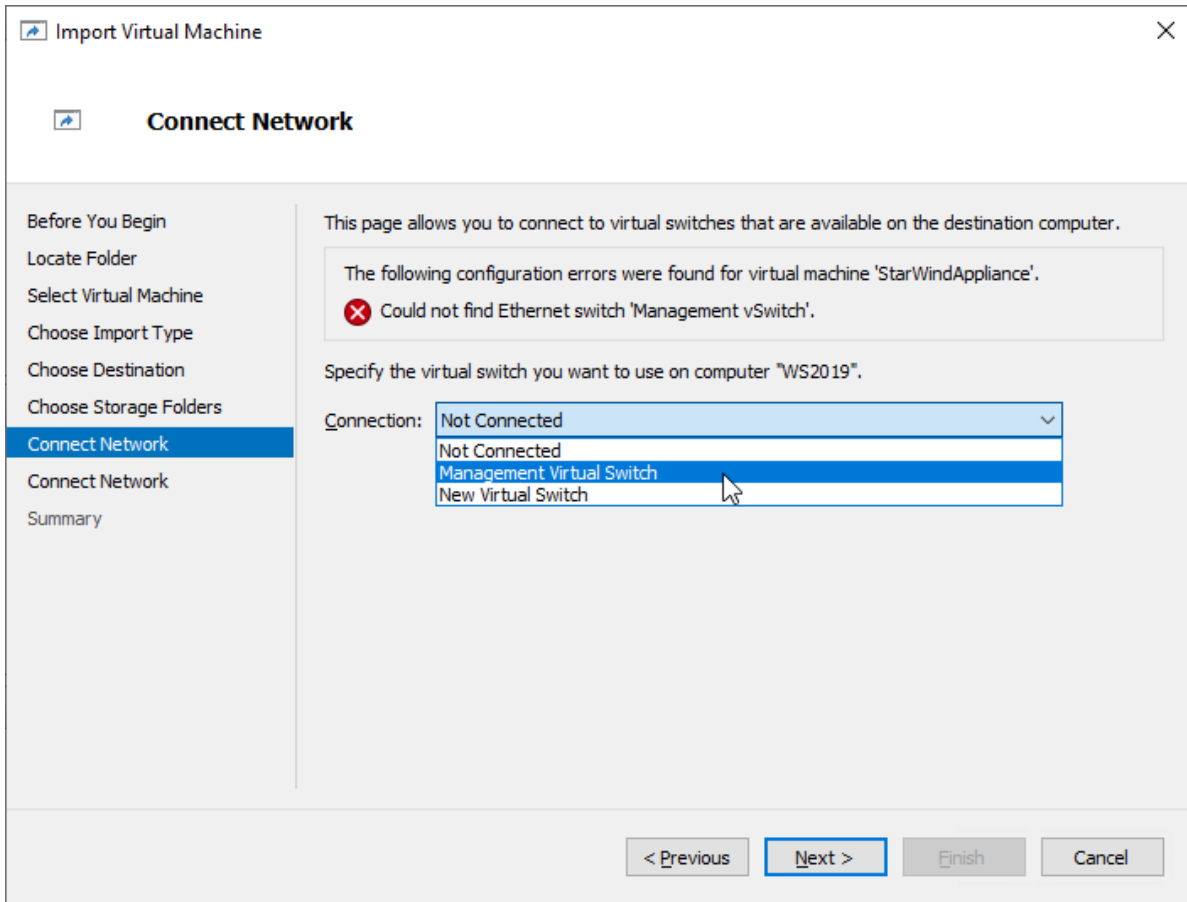 Import Virtual Machine
Connect Network
Before You Begin
Locate Folder
Select Virtual Machine
Choose Import Type
Choose Destination
Choose Storage Folders
Connect Network
Connect Network
Summary
This page allows you to connect to virtual switches that are available on the destination computer.
The following configuration errors were found for virtual machine 'StarWindAppliance'.
Could not find Ethernet switch 'Management vSwitch'.
Specify the virtual switch you want to use on computer "WS2019".
Connection: Not Connected
Not Connected
Management Virtual Switch
New Virtual Switch
< Previous Next > Finish Cancel